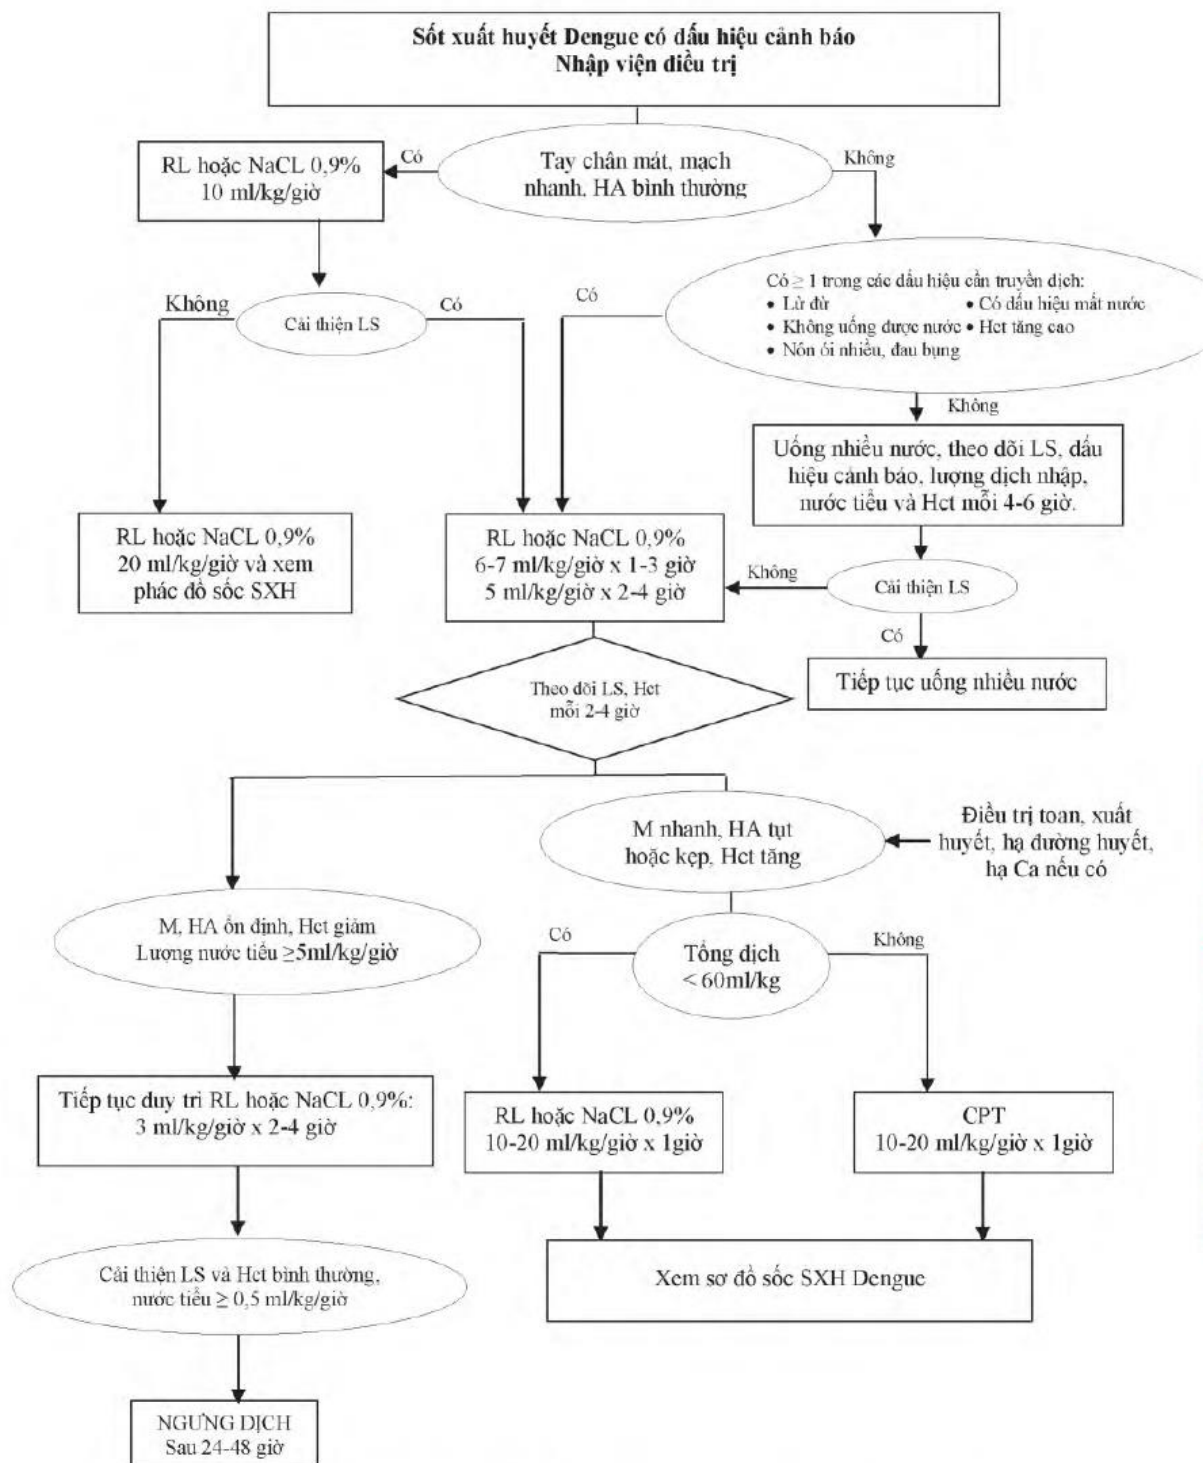 Sốt xuất huyết Dengue có dấu hiệu cảnh báo
Nhập viện điều trị
Tay chân mát, mạch
nhanh, HA bình thường
Có
Không
RL hoặc NaCL 0,9%
10 ml/kg/giờ
Có ≥ 1 trong các dấu hiệu cần truyền dịch:
• Lừ đừ
• Có dấu hiệu mất nước
• Không uống được nước
• Hct tăng cao
• Nôn ói nhiều, đau bụng
Không
Cải thiện LS
Có
Có
Không
Uống nhiều nước, theo dõi LS, dấu
hiệu cảnh báo, lượng dịch nhập,
nước tiểu và Hct mỗi 4-6 giờ.
RL hoặc NaCL 0,9%
20 ml/kg/giờ và xem
phác đồ sốc SXH
RL hoặc NaCL 0,9%
6-7 ml/kg/giờ x 1-3 giờ
5 ml/kg/giờ x 2-4 giờ
Không
Cải thiện LS
Có
Tiếp tục uống nhiều nước
Theo dõi LS, Hct
mỗi 2-4 giờ
M nhanh, HA tụt
hoặc kẹp, Hct tăng
Điều trị toan, xuất
huyết, hạ đường huyết,
hạ Ca nếu có
M, HA ổn định, Hct giảm
Lượng nước tiểu ≥5ml/kg/giờ
Có
Tổng dịch
< 60ml/kg
Không
Tiếp tục duy trì RL hoặc NaCL 0,9%:
3 ml/kg/giờ x 2-4 giờ
RL hoặc NaCL 0,9%
10-20 ml/kg/giờ x 1giờ
CPT
10-20 ml/kg/giờ x 1giờ
Cải thiện LS và Hct bình thường,
nước tiểu ≥ 0,5 ml/kg/giờ
Xem sơ đồ sốc SXH Dengue
NGƯNG DỊCH
Sau 24-48 giờ